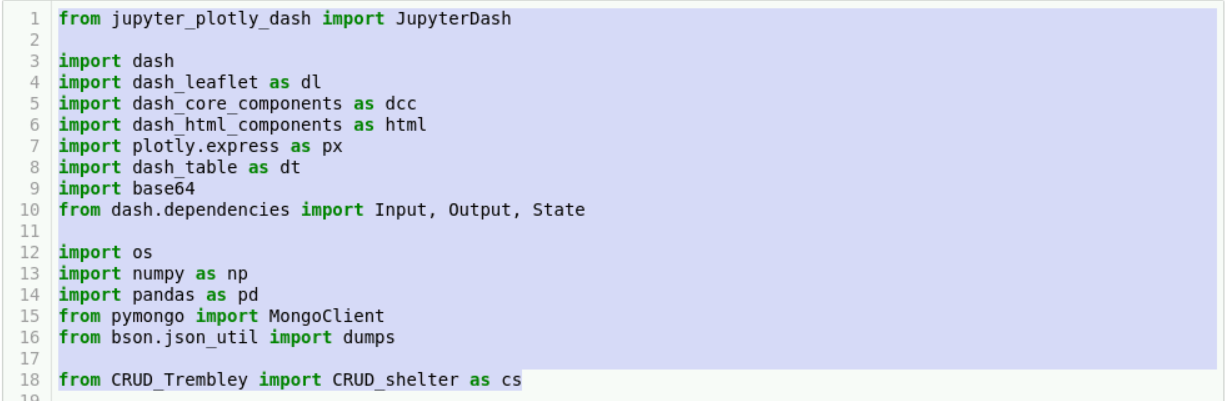 1 from jupyter_plotly_dash import JupyterDash
2
3 import dash
4 import dash_leaflet as dl
5 import dash_core_components as dcc
6 import dash_html_components as html
7 import plotly.express as px
8 import dash_table as dt
9 import base64
10 from dash.dependencies import Input, Output, State
11
12 import os
13 import numpy as np
14 import pandas as pd
15 from pymongo import MongoClient
16 from bson.json_util import dumps
17
18 from CRUD_Trembley import CRUD_shelter as cs
19